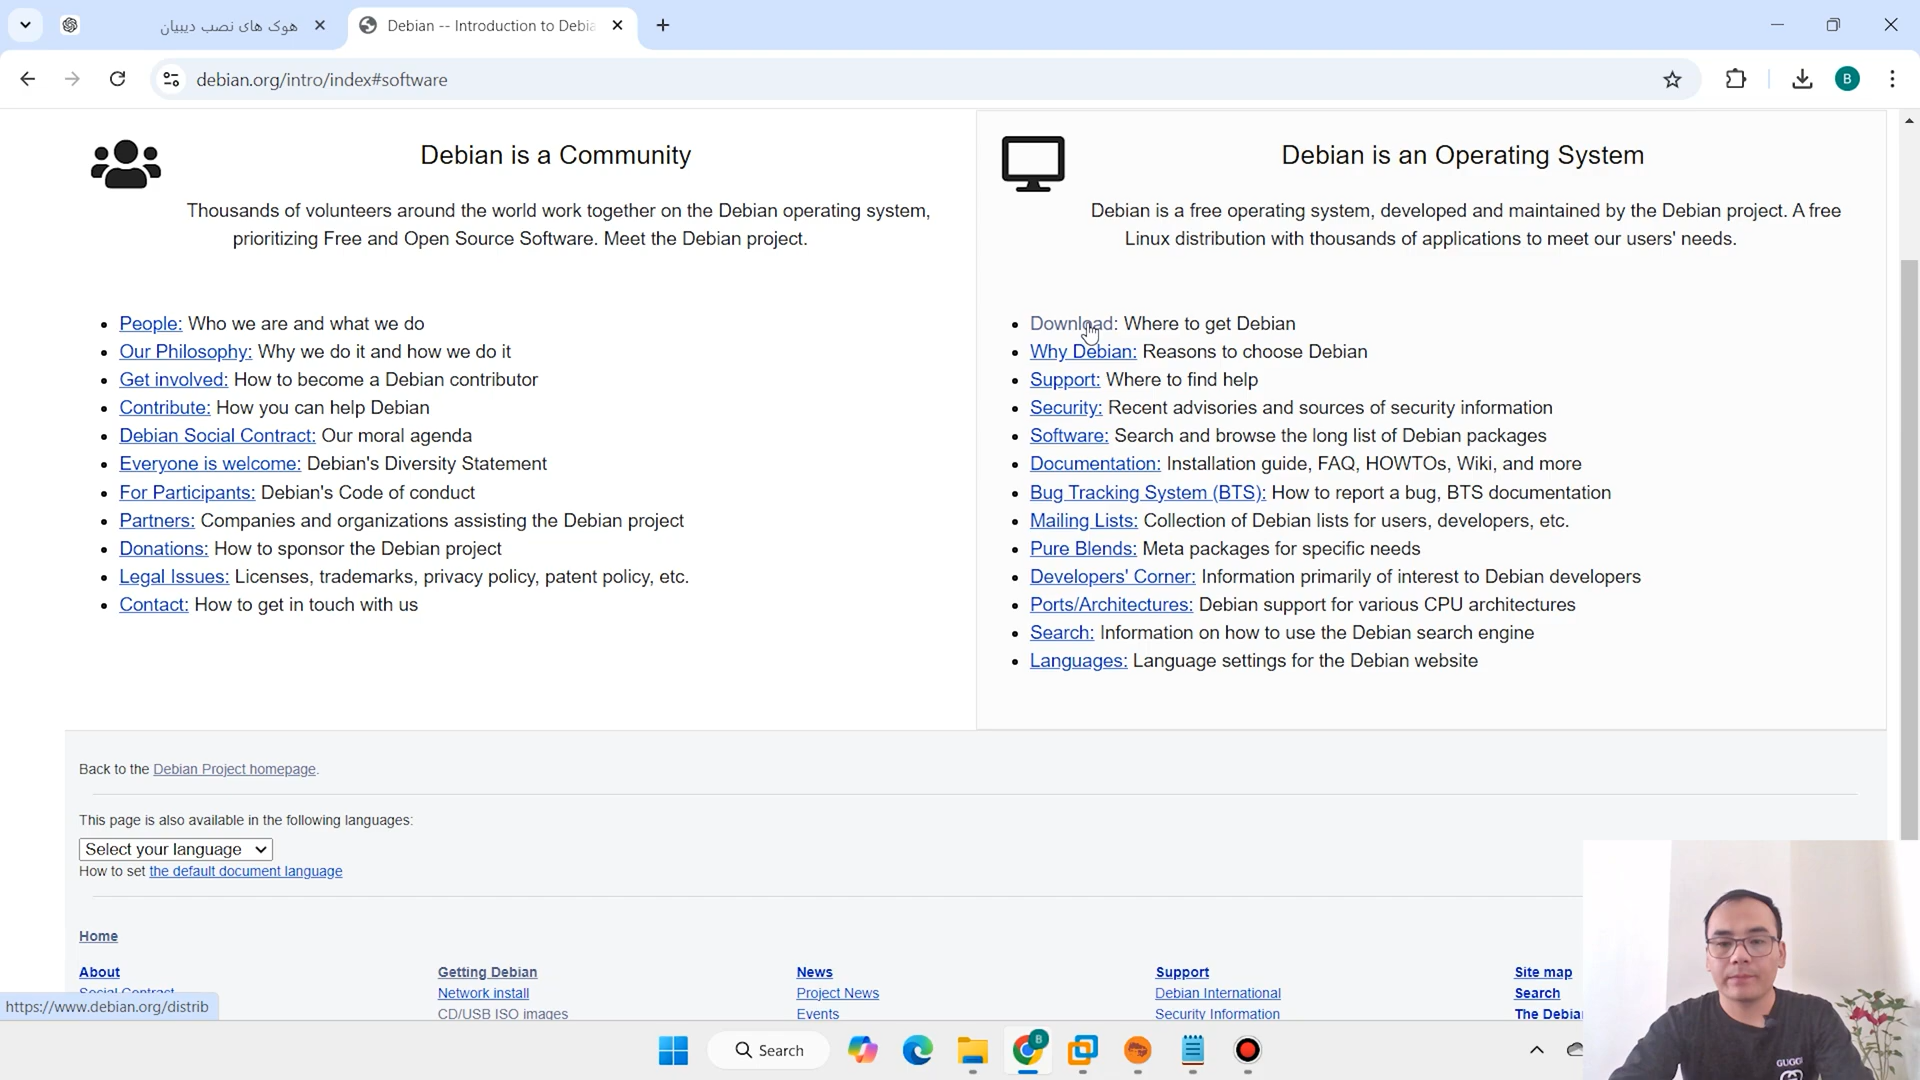 هوک های نصب دیبیان
Debian -- Introduction to Debia
debian.org/intro/index#software
B
Debian is a Community
Thousands of volunteers around the world work together on the Debian operating system,
prioritizing Free and Open Source Software. Meet the Debian project.
People: Who we are and what we do
Our Philosophy: Why we do it and how we do it
Get involved: How to become a Debian contributor
Contribute: How you can help Debian
Debian Social Contract: Our moral agenda
Everyone is welcome: Debian's Diversity Statement
For Participants: Debian's Code of conduct
Partners: Companies and organizations assisting the Debian project
Donations: How to sponsor the Debian project
Legal Issues: Licenses, trademarks, privacy policy, patent policy, etc.
Contact: How to get in touch with us
Debian is an Operating System
Debian is a free operating system, developed and maintained by the Debian project. A free
Linux distribution with thousands of applications to meet our users' needs.
Download: Where to get Debian
Why Debian: Reasons to choose Debian
Support: Where to find help
Security: Recent advisories and sources of security information
Software: Search and browse the long list of Debian packages
Documentation: Installation guide, FAQ, HOWTOs, Wiki, and more
Bug Tracking System (BTS): How to report a bug, BTS documentation
Mailing Lists: Collection of Debian lists for users, developers, etc.
Pure Blends: Meta packages for specific needs
Developers' Corner: Information primarily of interest to Debian developers
Ports/Architectures: Debian support for various CPU architectures
Search: Information on how to use the Debian search engine
Languages: Language settings for the Debian website
Back to the Debian Project homepage.
This page is also available in the following languages:
Select your language
How to set the default document language
Home
About
Social Contract
Getting Debian
Network install
CD/USB ISO images
News
Project News
Events
Support
Debian International
Security Information
Site map
Search
The Debian
https://www.debian.org/distrib
Search
B
GUCCI